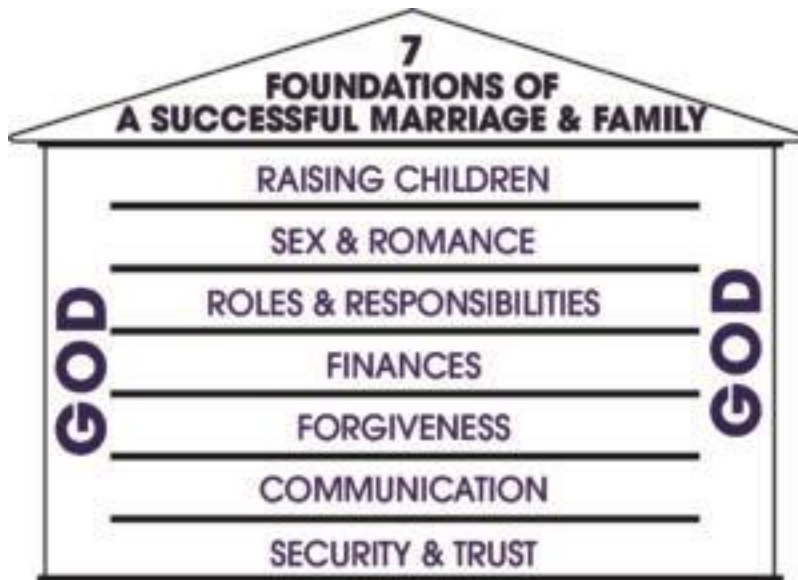 7
FOUNDATIONS OF
A SUCCESSFUL MARRIAGE & FAMILY
RAISING CHILDREN
SEX & ROMANCE
ROLES & RESPONSIBILITIES
GOD
GOD
FINANCES
FORGIVENESS
COMMUNICATION
SECURITY & TRUST